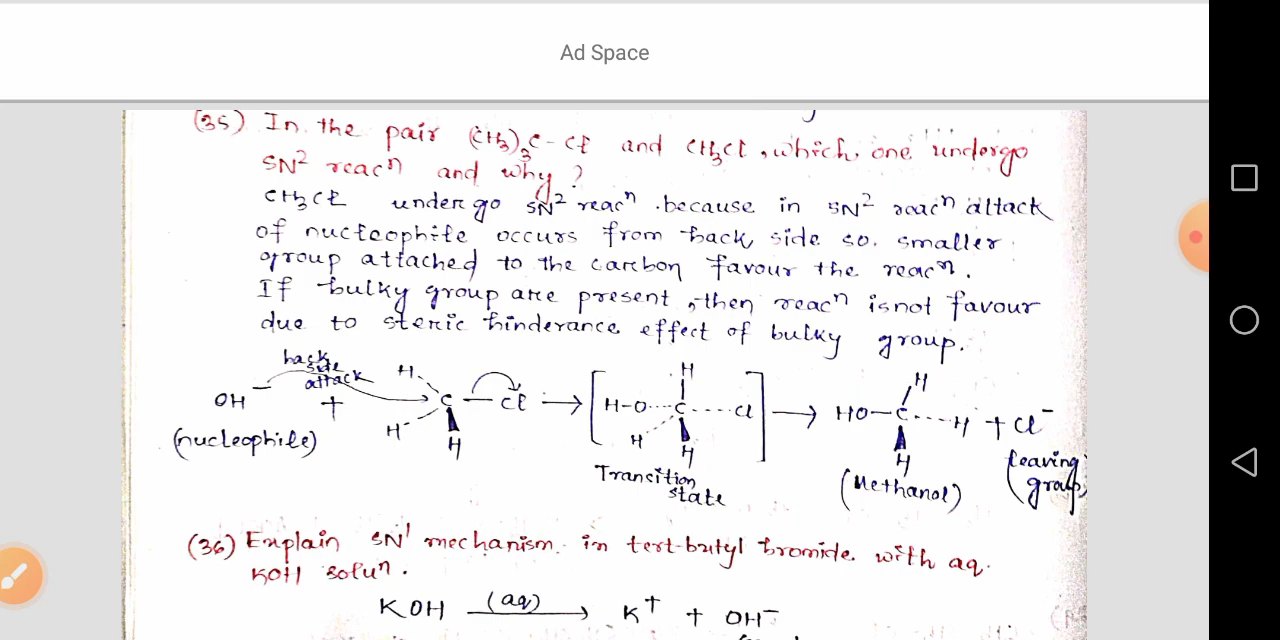 Ad Space
(35) In the pair (CH3)3C-Cl and CH3Cl, which one undergo
SN² reacⁿ and why?
CH3Cl undergo SN² reacⁿ. because in SN² reacⁿ attack
of nucleophile occurs from back side so. smaller
group attached to the carbon favour the reacⁿ.
If bulky group are present, then reacⁿ is not favour
due to steric hinderance effect of bulky group.
back side attack
OH⁻ + H H C—Cl H → [H-O---C----Cl H H H] → HO—C----H H H + Cl⁻
(nucleophile)
Trancition state
(Methanol)
(leaving group)
(36) Explain SN¹ mechanism. in tert-butyl bromide with aq.
KOH soluⁿ.
KOH (aq)→ K⁺ + OH⁻